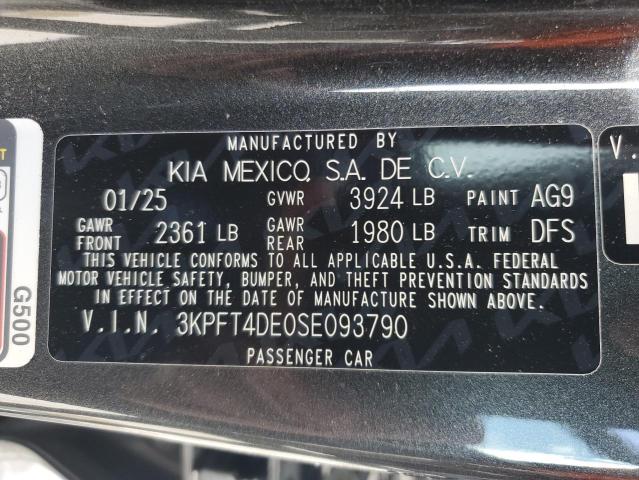 MANUFACTURED BY
KIA MEXICO, S.A. DE C.V.
01/25 GVWR 3924 LB PAINT AG9
GAWR FRONT 2361 LB GAWR REAR 1980 LB TRIM DFS
THIS VEHICLE CONFORMS TO ALL APPLICABLE U.S.A. FEDERAL
MOTOR VEHICLE SAFETY, BUMPER, AND THEFT PREVENTION STANDARDS
IN EFFECT ON THE DATE OF MANUFACTURE SHOWN ABOVE.
V.I.N. 3KPFT4DE0SE093790
PASSENGER CAR
G500
V.